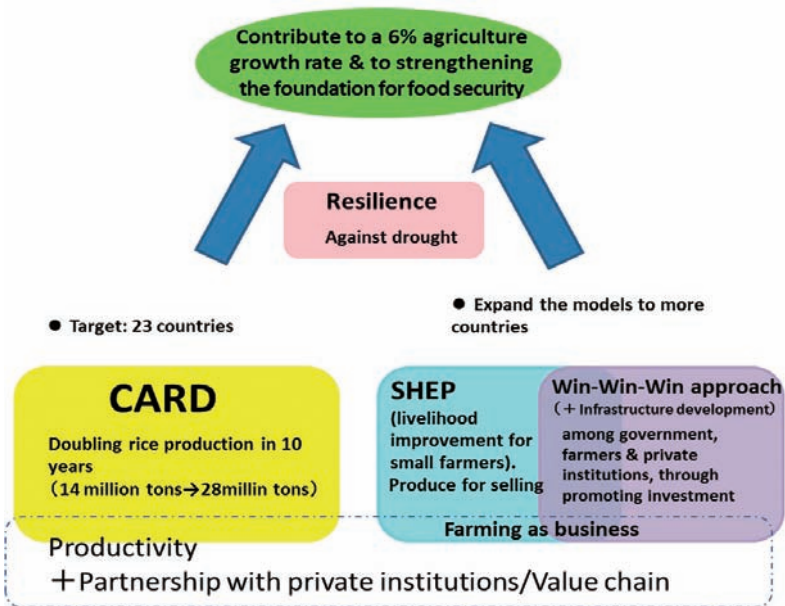 Contribute to a 6% agriculture
growth rate & to strengthening
the foundation for food security
Resilience
Against drought
● Target: 23 countries
● Expand the models to more
countries
CARD
Doubling rice production in 10
years
（14 million tons→28millin tons）
SHEP
(livelihood
improvement for
small farmers).
Produce for selling
Win-Win-Win approach
(＋Infrastructure development)
among government,
farmers & private
institutions, through
promoting investment
Farming as business
Productivity
＋Partnership with private institutions/Value chain